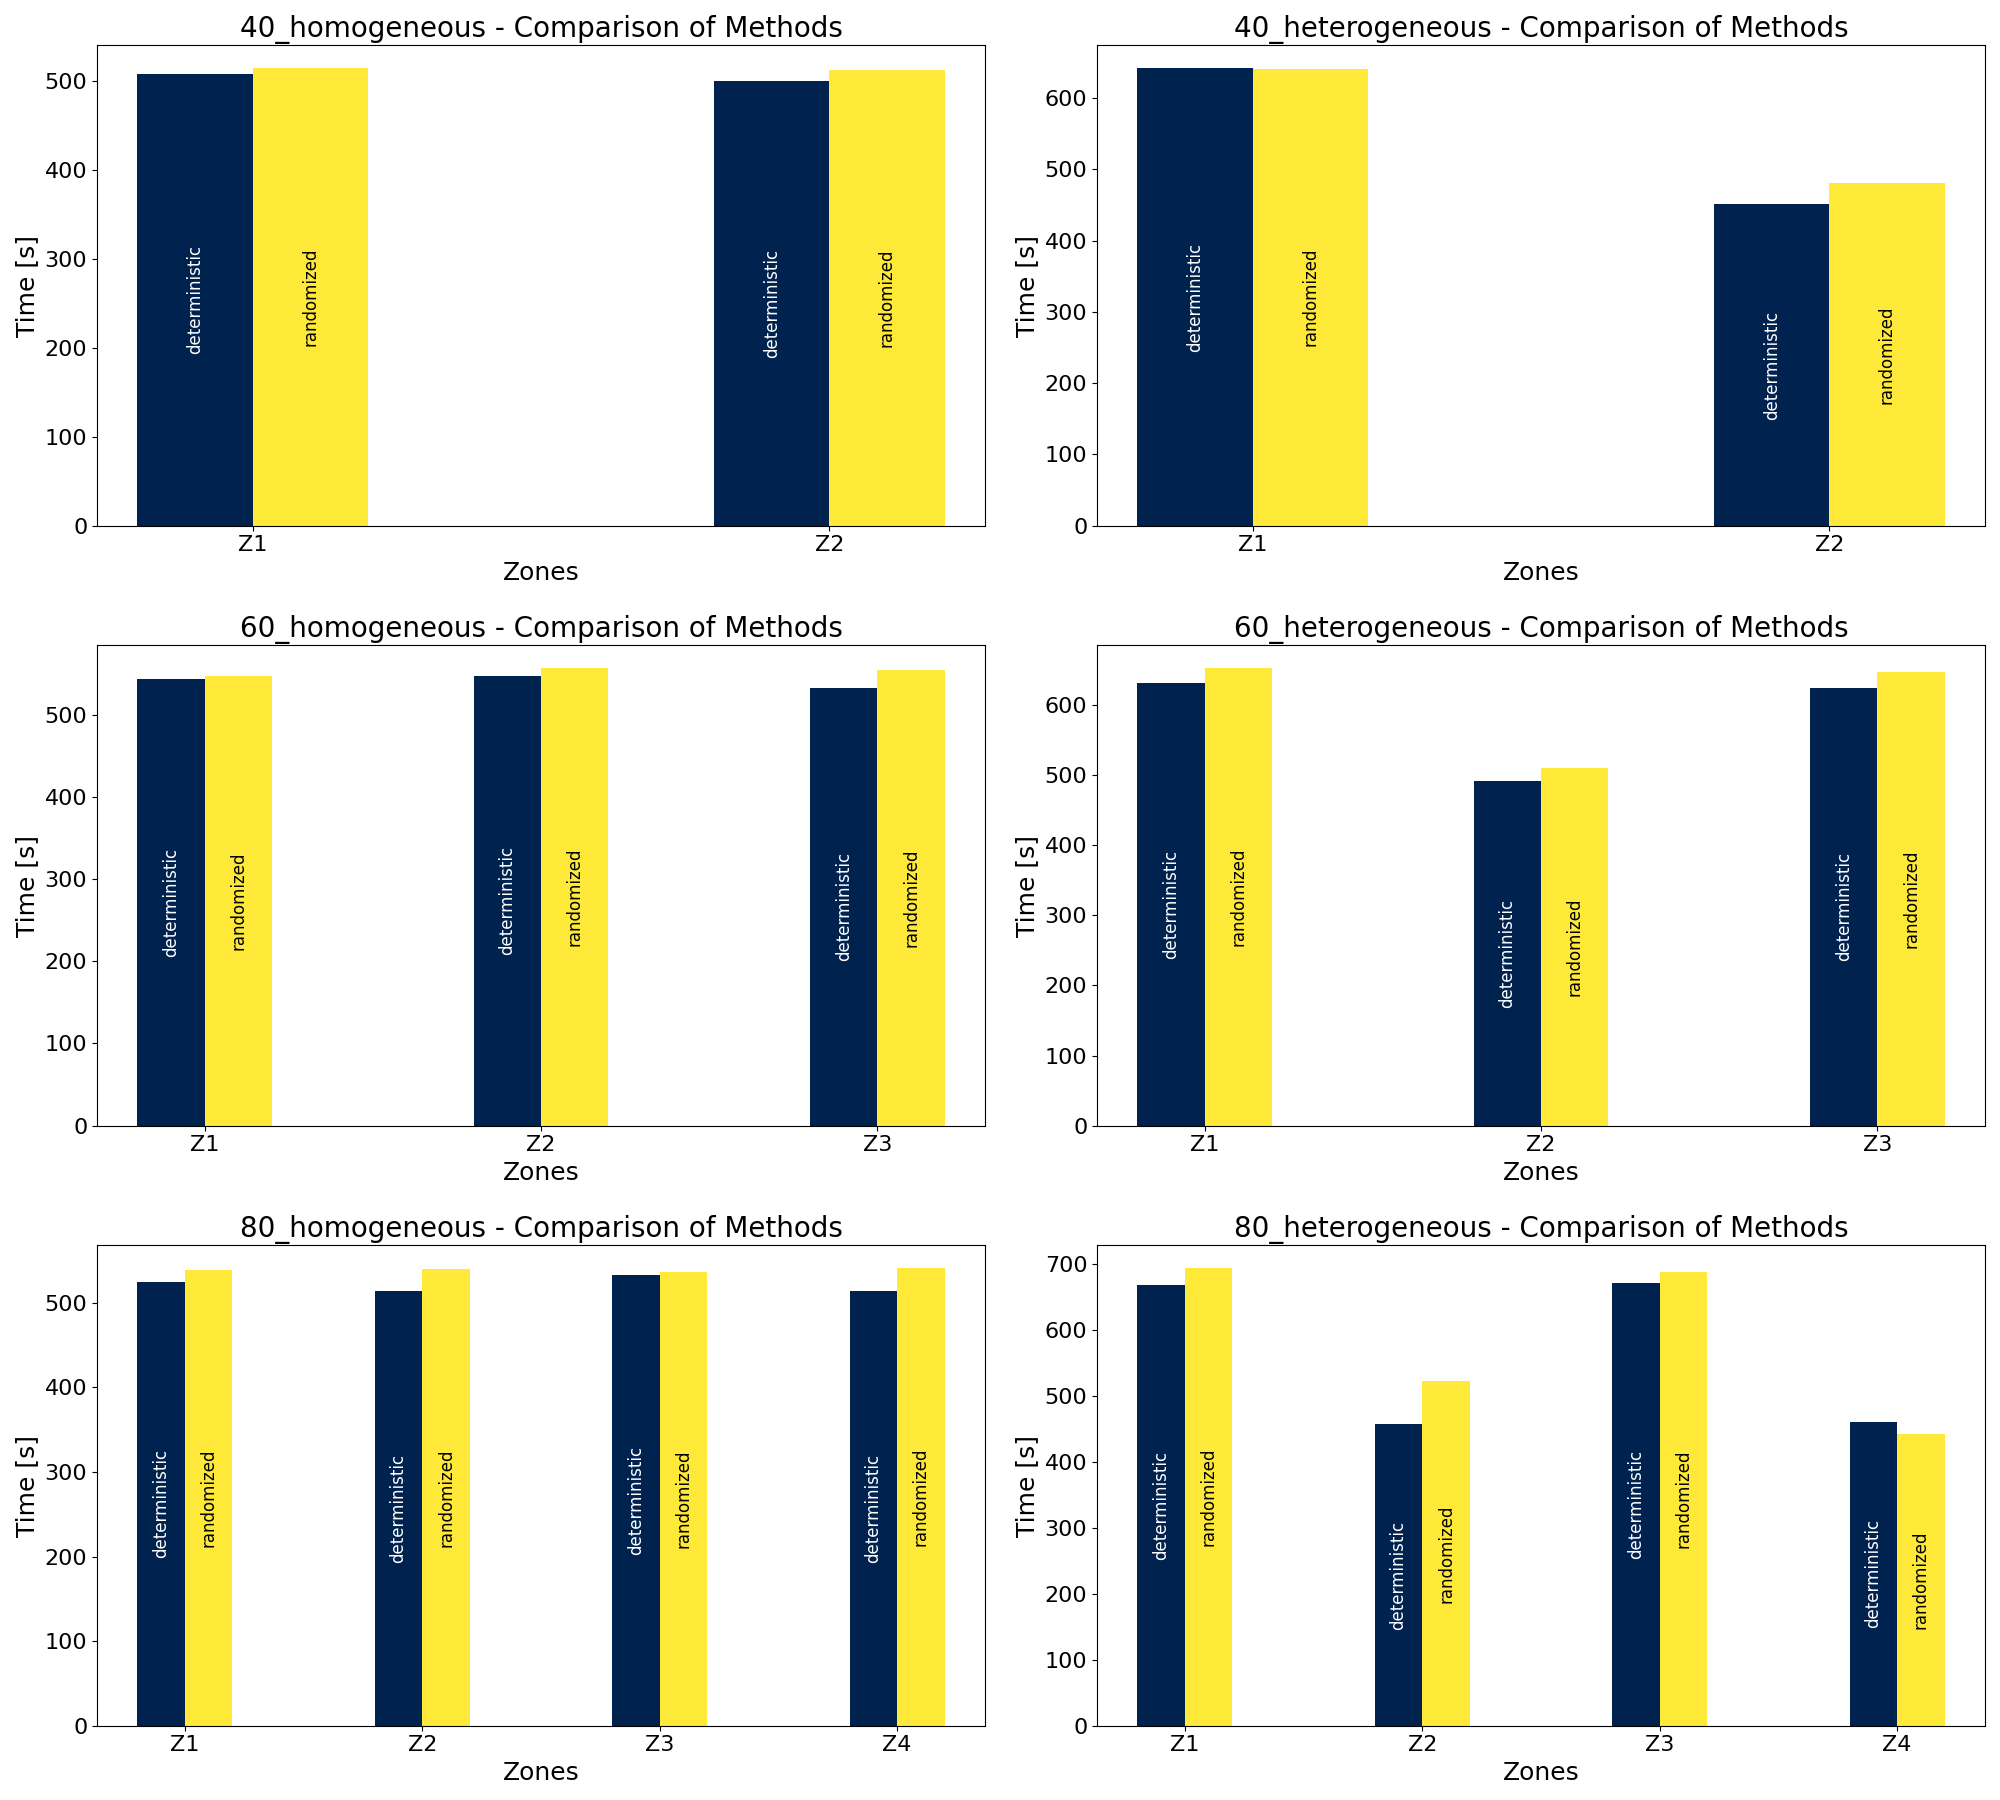 40_homogeneous - Comparison of Methods
Time [s]
500
400
300
200
100
0
deterministic
randomized
deterministic
randomized
Z1
Z2
Zones
40_heterogeneous - Comparison of Methods
Time [s]
600
500
400
300
200
100
0
deterministic
randomized
deterministic
randomized
Z1
Z2
Zones
60_homogeneous - Comparison of Methods
Time [s]
500
400
300
200
100
0
deterministic
randomized
deterministic
randomized
deterministic
randomized
Z1
Z2
Z3
Zones
60_heterogeneous - Comparison of Methods
Time [s]
600
500
400
300
200
100
0
deterministic
randomized
deterministic
randomized
deterministic
randomized
Z1
Z2
Z3
Zones
80_homogeneous - Comparison of Methods
Time [s]
500
400
300
200
100
0
deterministic
randomized
deterministic
randomized
deterministic
randomized
deterministic
randomized
Z1
Z2
Z3
Z4
Zones
80_heterogeneous - Comparison of Methods
Time [s]
700
600
500
400
300
200
100
0
deterministic
randomized
deterministic
randomized
deterministic
randomized
deterministic
randomized
Z1
Z2
Z3
Z4
Zones